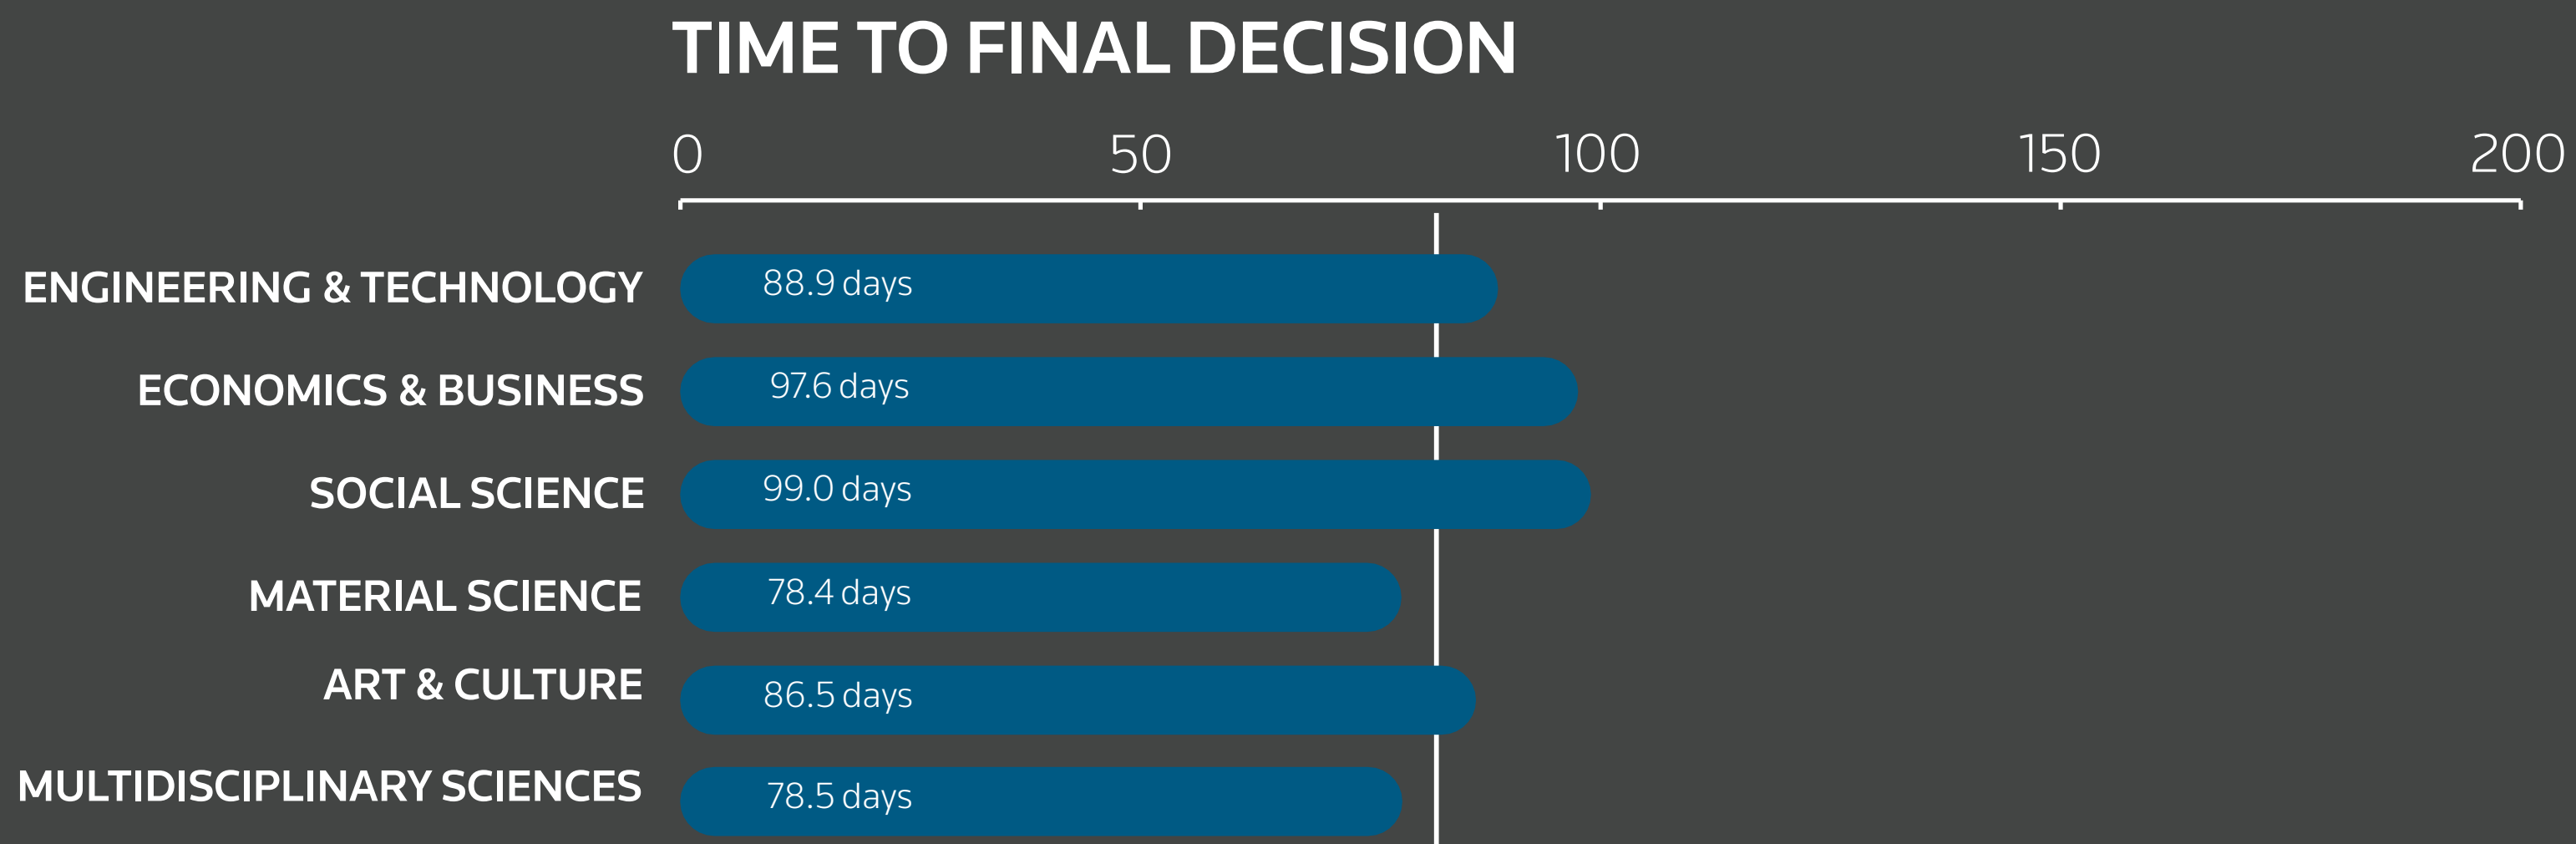 TIME TO FINAL DECISION
0 50 100 150 200
ENGINEERING & TECHNOLOGY 88.9 days
ECONOMICS & BUSINESS 97.6 days
SOCIAL SCIENCE 99.0 days
MATERIAL SCIENCE 78.4 days
ART & CULTURE 86.5 days
MULTIDISCIPLINARY SCIENCES 78.5 days